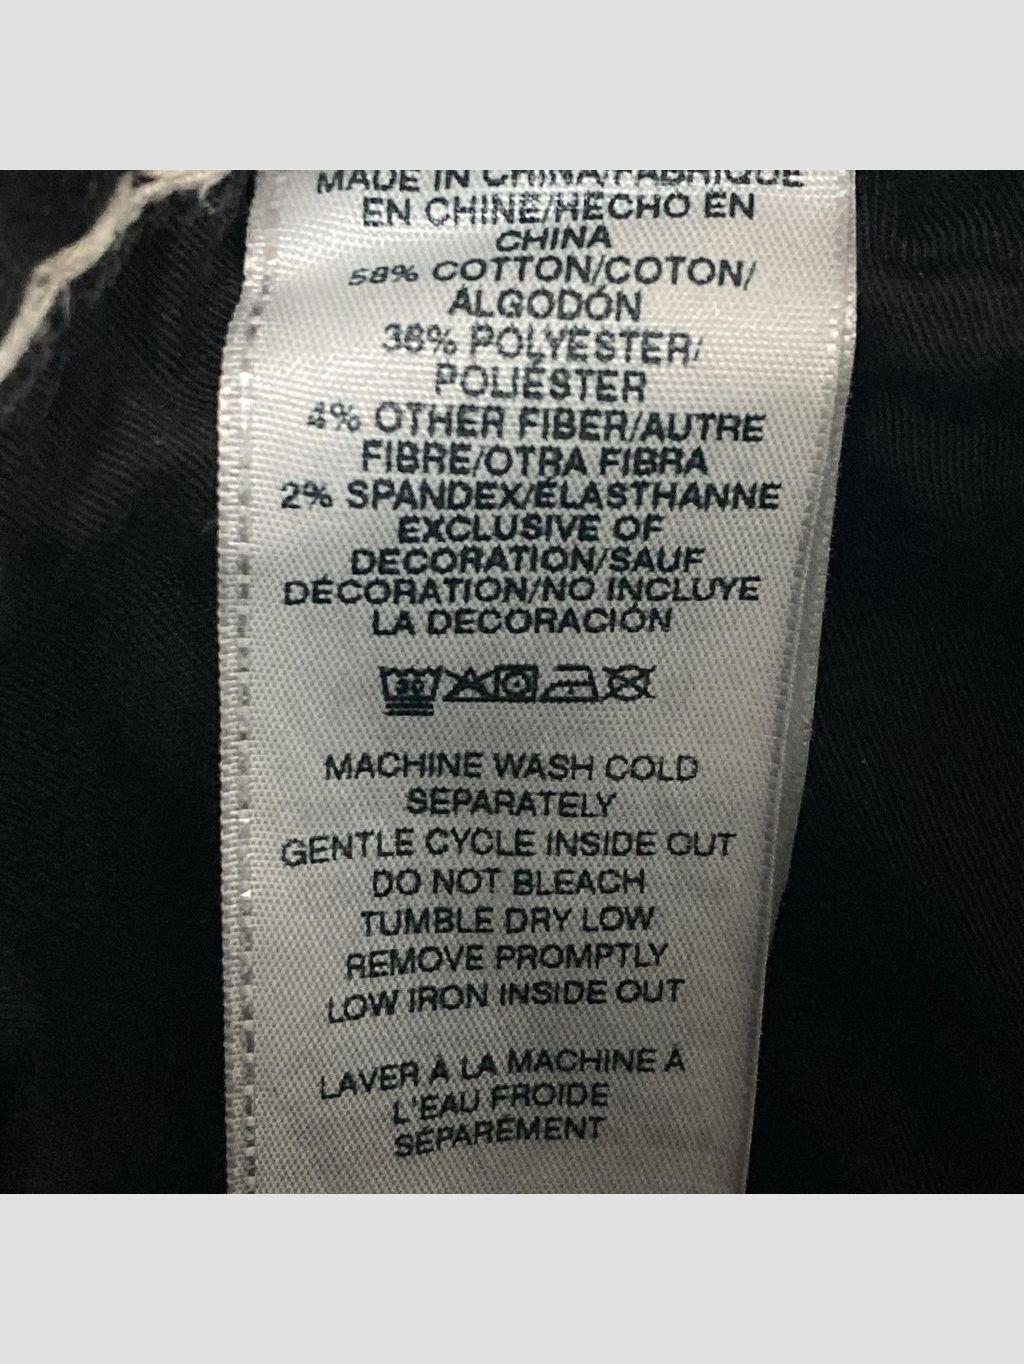 MADE IN CHINA/FABRIQUÉ
EN CHINE/HECHO EN
CHINA
58% COTTON/COTON/
ALGODÓN
36% POLYESTER/
POLIÉSTER
4% OTHER FIBER/AUTRE
FIBRE/OTRA FIBRA
2% SPANDEX/ÉLASTHANNE
EXCLUSIVE OF
DECORATION/SAUF
DÉCORATION/NO INCLUYE
LA DECORACIÓN
30
MACHINE WASH COLD
SEPARATELY
GENTLE CYCLE INSIDE OUT
DO NOT BLEACH
TUMBLE DRY LOW
REMOVE PROMPTLY
LOW IRON INSIDE OUT
LAVER À LA MACHINE À
L'EAU FROIDE
SÉPARÉMENT